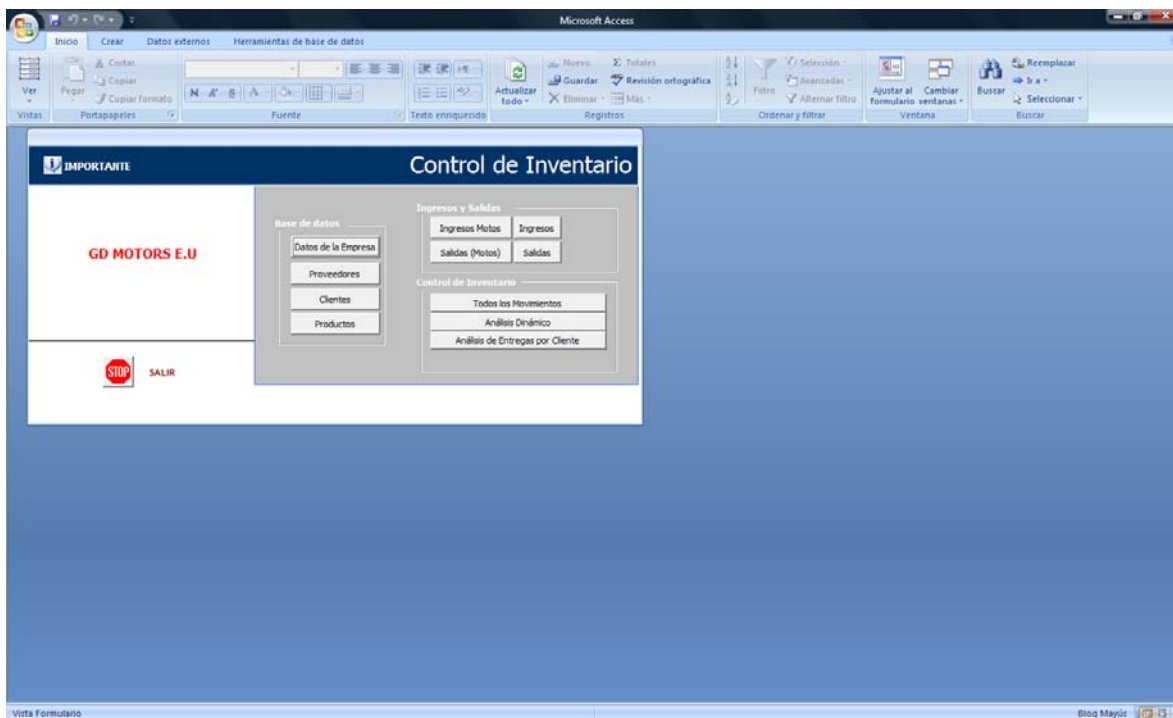 Microsoft Access
Inicio Crear Datos externos Herramientas de base de datos
Ver
Pegar
Cortar
Copiar
Copiar formato
N K S A
Actualizar todo
Nuevo
Guardar
Eliminar
Totales
Revisión ortográfica
Más
Filtro
Selección
Avanzadas
Alternar filtro
Ajustar al formulario
Cambiar ventanas
Buscar
Reemplazar
Ir a
Seleccionar
Vistas Portapapeles Fuente Texto enriquecido Registros Ordenar y filtrar Ventana Buscar
IMPORTANTE
Control de Inventario
GD MOTORS E.U
STOP SALIR
Base de datos
Datos de la Empresa
Proveedores
Clientes
Productos
Ingresos y Salidas
Ingresos Motos Ingresos
Salidas (Motos) Salidas
Control de Inventario
Todos los Movimientos
Análisis Dinámico
Análisis de Entregas por Cliente
Vista Formulario
Bloq Mayús